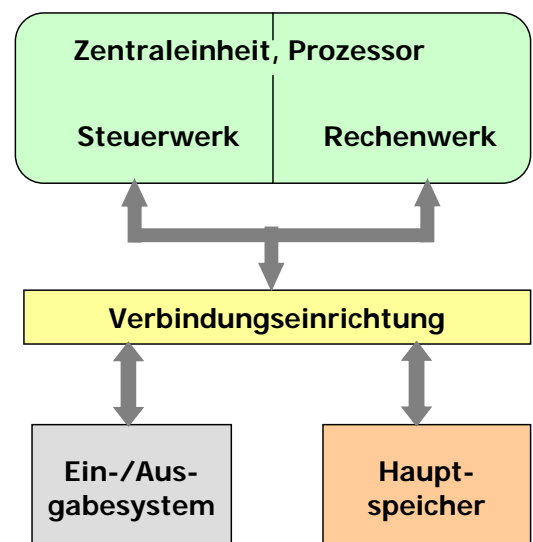 Zentraleinheit, Prozessor
Steuerwerk
Rechenwerk
Verbindungseinrichtung
Ein-/Aus-
gabesystem
Haupt-
speicher